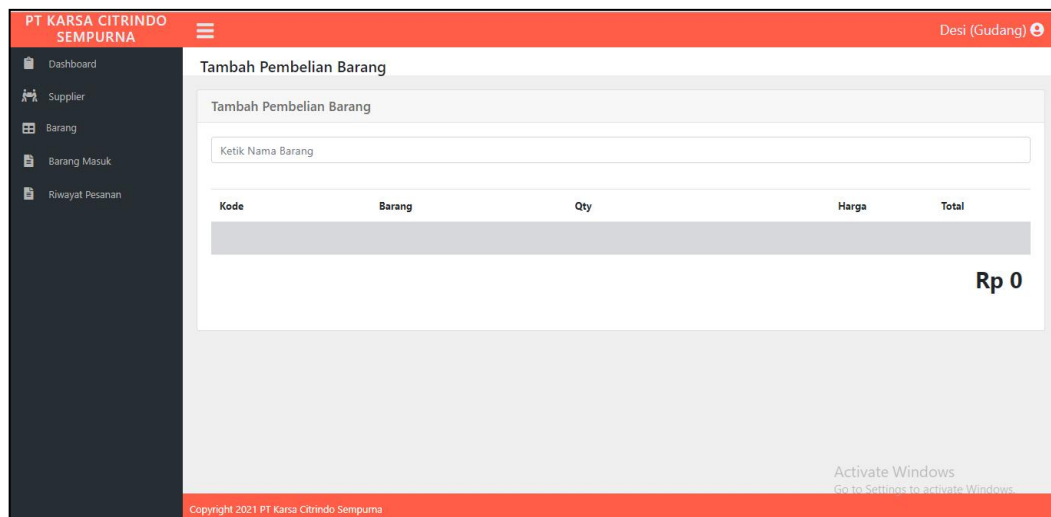 PT KARSA CITRINDO
SEMPURNA
Desi (Gudang)
Dashboard
Supplier
Barang
Barang Masuk
Riwayat Pesanan
Tambah Pembelian Barang
Tambah Pembelian Barang
Ketik Nama Barang
Kode Barang Qty Harga Total
Rp 0
Activate Windows
Go to Settings to activate Windows.
Copyright 2021 PT Karsa Citrindo Sempurna